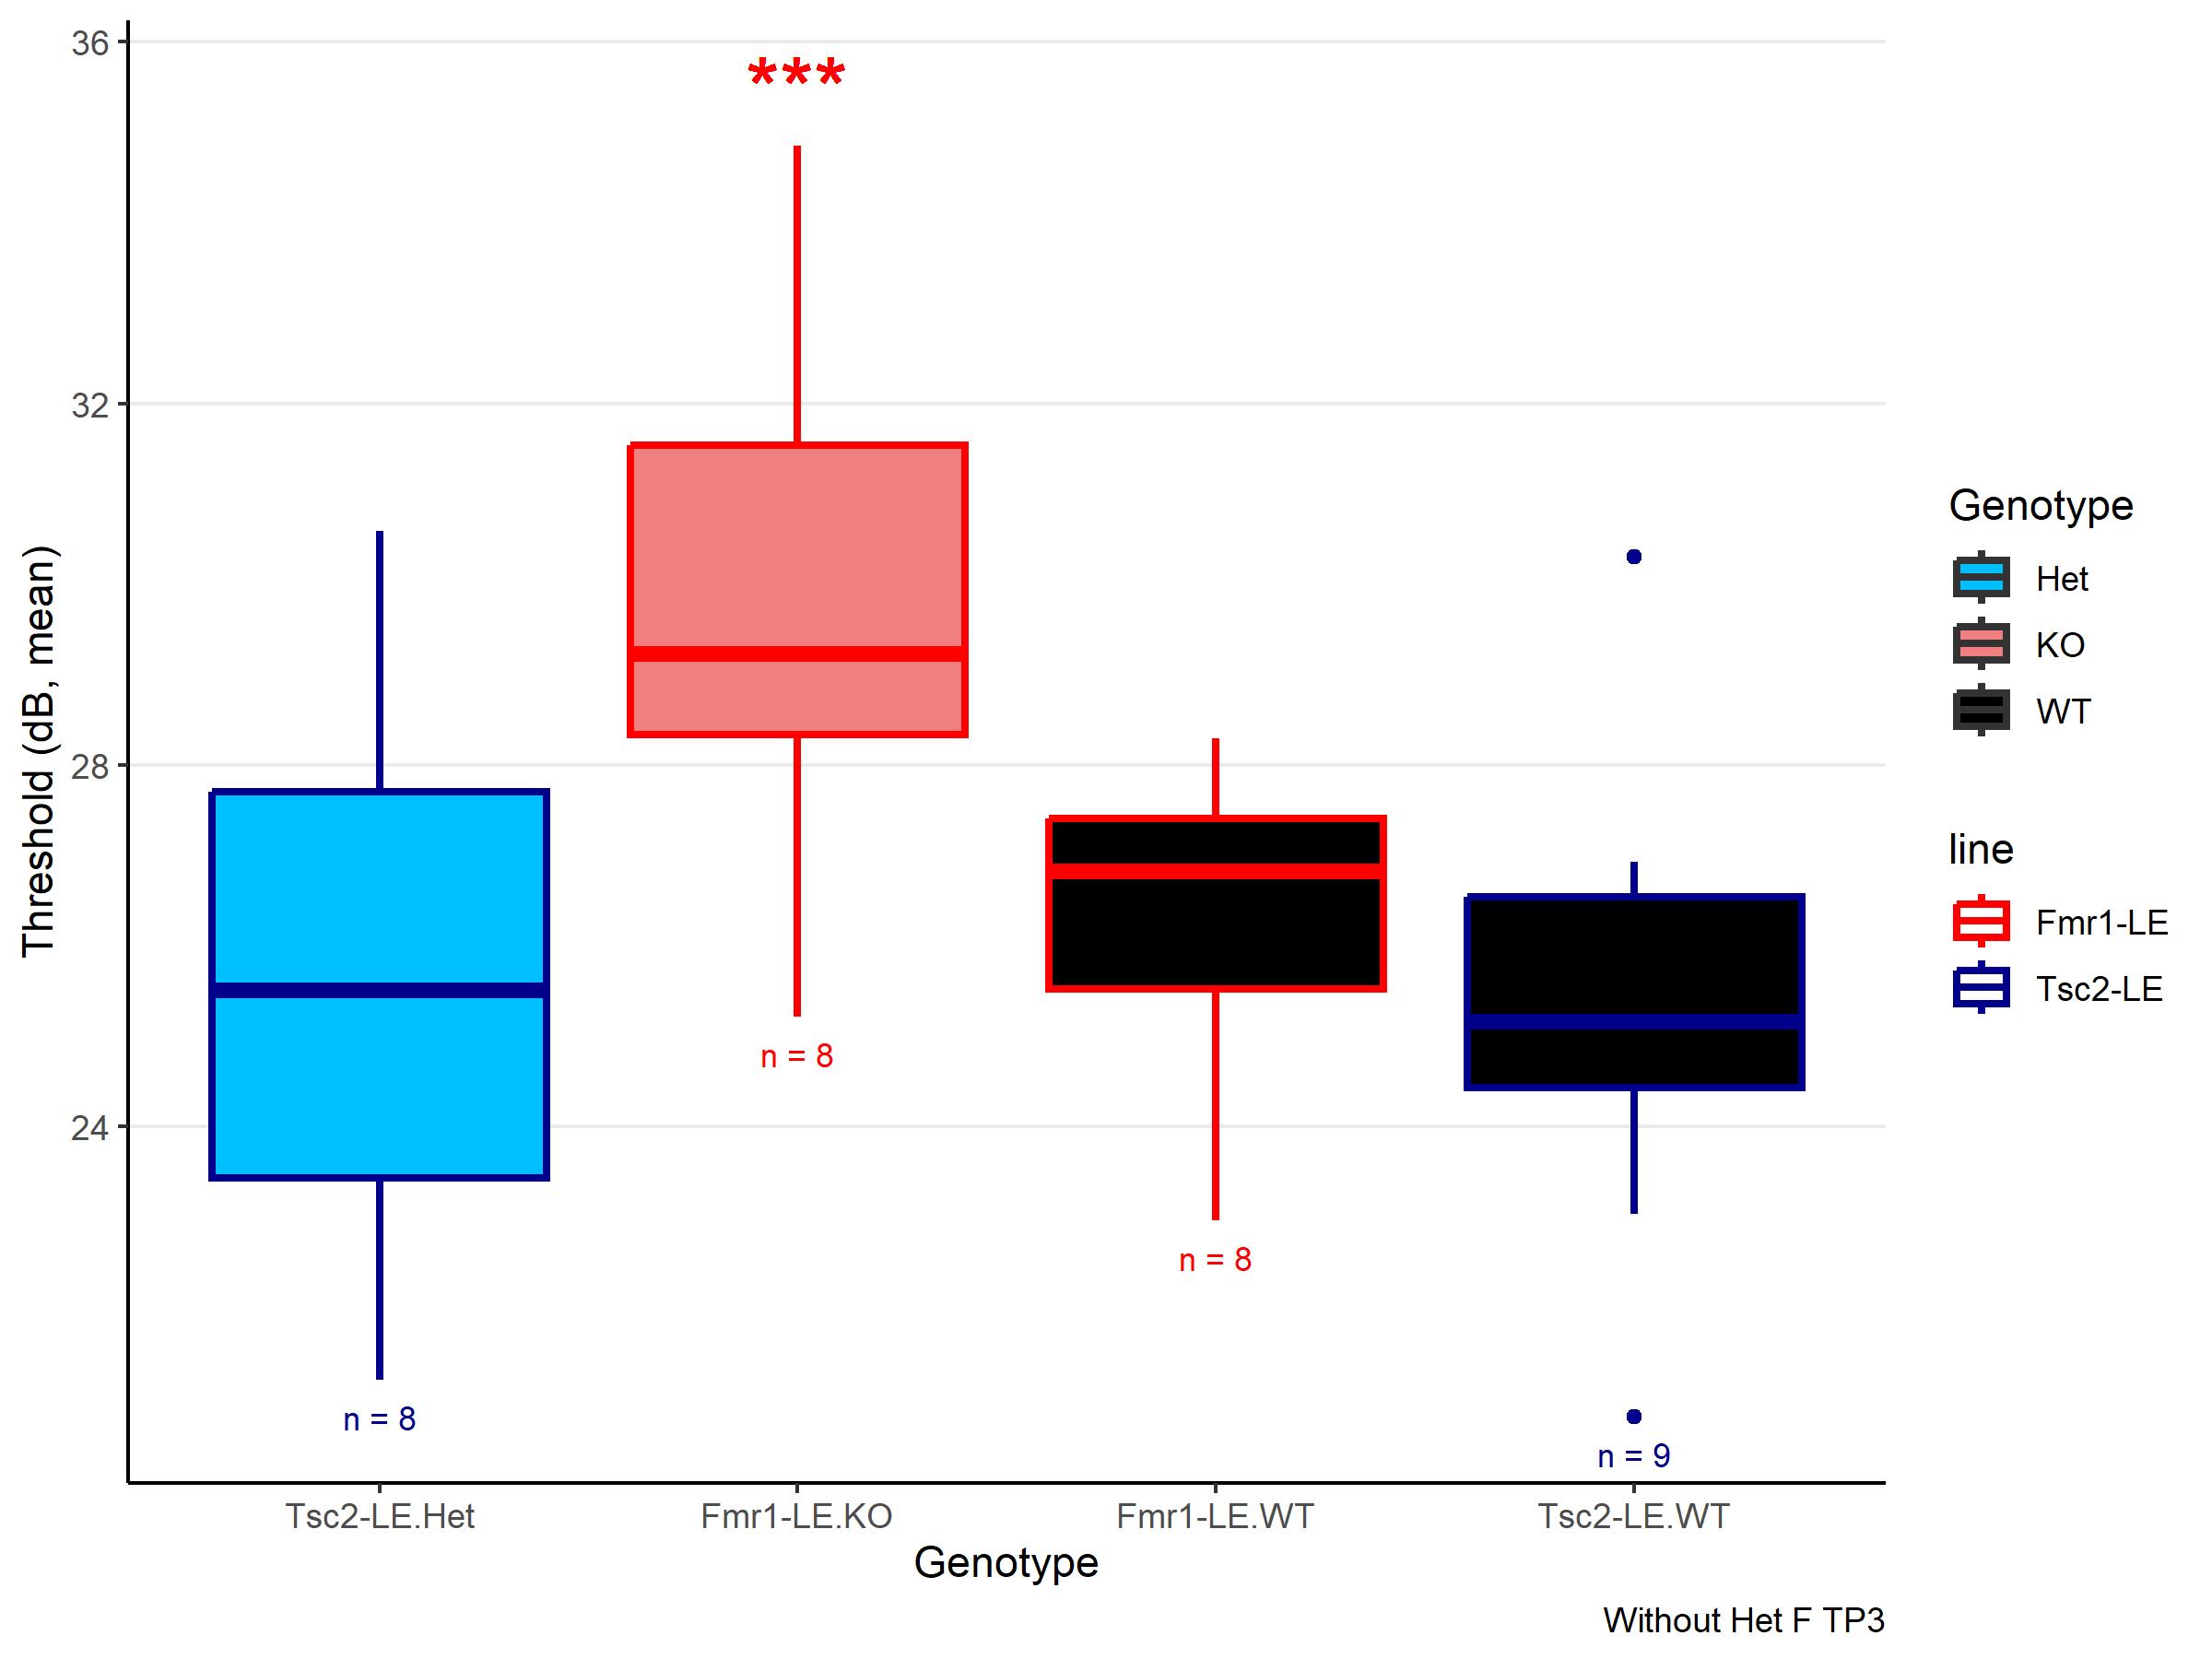 36
***
32
28
24
Threshold (dB, mean)
n = 8
n = 8
n = 8
n = 9
Tsc2-LE.Het
Fmr1-LE.KO
Fmr1-LE.WT
Tsc2-LE.WT
Genotype
Without Het F TP3
Genotype
Het
KO
WT
line
Fmr1-LE
Tsc2-LE